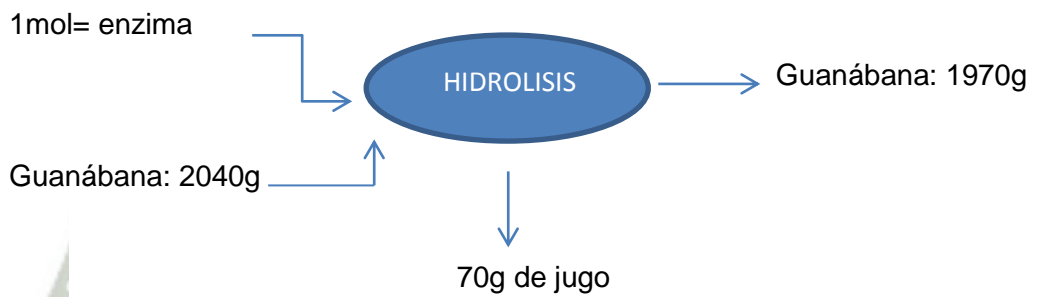 1mol= enzima
HIDROLISIS
Guanábana: 1970g
Guanábana: 2040g
70g de jugo